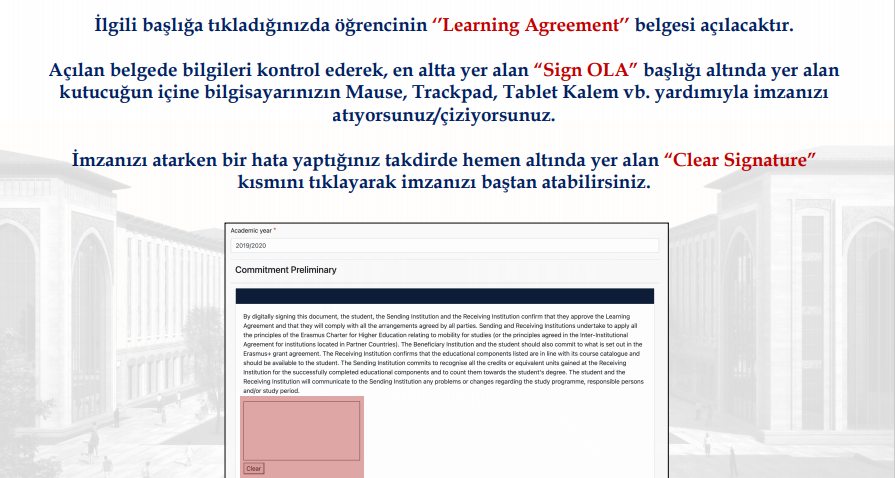 İlgili başlığa tıkladığınızda öğrencinin ‘’Learning Agreement’’ belgesi açılacaktır.
Açılan belgede bilgileri kontrol ederek, en altta yer alan “Sign OLA” başlığı altında yer alan
kutucuğun içine bilgisayarınızın Mause, Trackpad, Tablet Kalem vb. yardımıyla imzanızı
atıyorsunuz/çiziyorsunuz.
İmzanızı atarken bir hata yaptığınız takdirde hemen altında yer alan “Clear Signature”
kısmını tıklayarak imzanızı baştan atabilirsiniz.
Academic year *
2019/2020
Commitment Preliminary
By digitally signing this document, the student, the Sending Institution and the Receiving Institution confirm that they approve the Learning
Agreement and that they will comply with all the arrangements agreed by all parties. Sending and Receiving Institutions undertake to apply all
the principles of the Erasmus Charter for Higher Education relating to mobility for studies (or the principles agreed in the Inter-Institutional
Agreement for institutions located in Partner Countries). The Beneficiary Institution and the student should also commit to what is set out in the
Erasmus+ grant agreement. The Receiving Institution confirms that the educational components listed are in line with its course catalogue and
should be available to the student. The Sending Institution commits to recognise all the credits or equivalent units gained at the Receiving
Institution for the successfully completed educational components and to count them towards the student's degree. The student and the
Receiving Institution will communicate to the Sending Institution any problems or changes regarding the study programme, responsible persons
and/or study period.
Clear